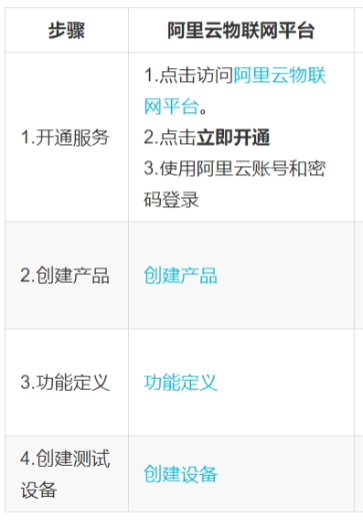 步骤
阿里云物联网平台
1.开通服务
1.点击访问阿里云物联
网平台。
2.点击立即开通
3.使用阿里云账号和密
码登录
2.创建产品
创建产品
3.功能定义
功能定义
4.创建测试
设备
创建设备